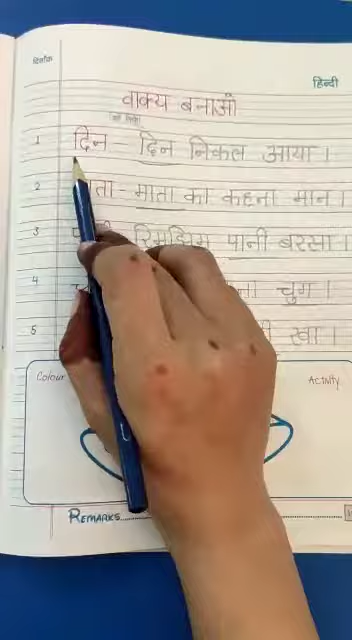 दिनाँक
हिन्दी
वाक्य बनाओ
1 दिन - दिन निकल आया ।
2 माता - माता का कहना मान ।
3 रिमझिम पानी बरसा ।
4 चुग ।
5 खा ।
Colour
Activity
REMARKS